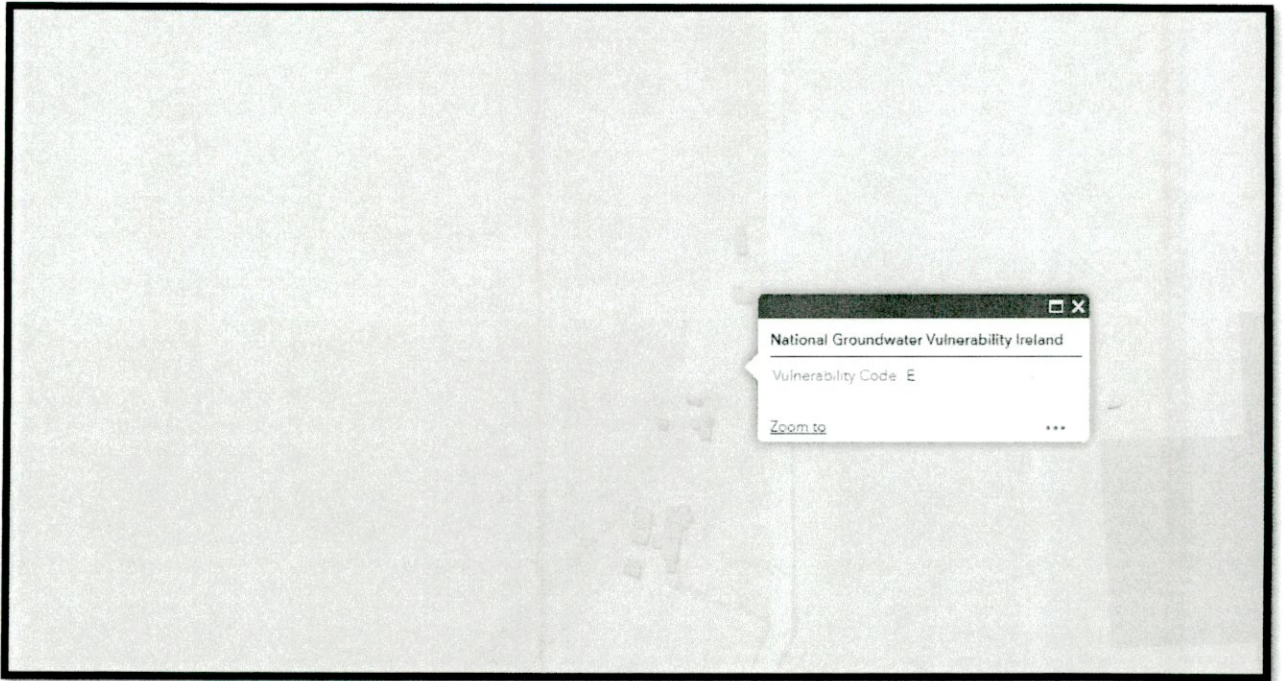 National Groundwater Vulnerability Ireland
Vulnerability Code E
Zoom to